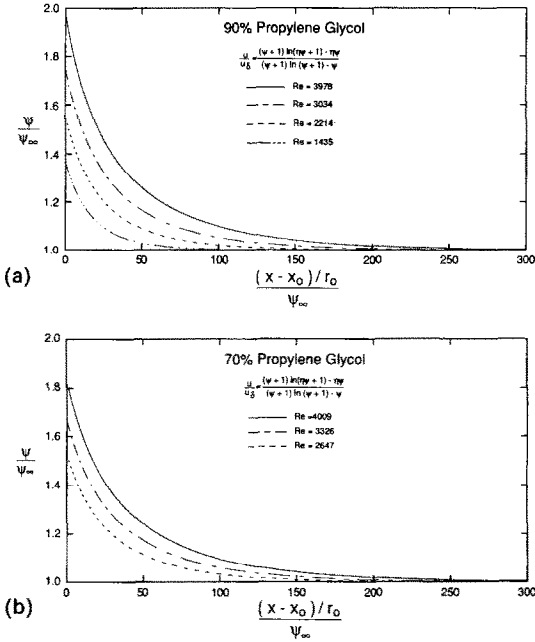 2.0
1.8
1.6
1.4
1.2
1.0
ψ
ψ∞
90% Propylene Glycol
u/uδ = (ψ + 1) ln(ηψ + 1) - ηψ / (ψ + 1) ln (ψ + 1) - ψ
Re = 3978
Re = 3034
Re = 2214
Re = 1435
0 50 100 150 200 250 300
(x - x₀) / r₀
ψ∞
(a)
2.0
1.8
1.6
1.4
1.2
1.0
ψ
ψ∞
70% Propylene Glycol
u/uδ = (ψ + 1) ln(ηψ + 1) - ηψ / (ψ + 1) ln (ψ + 1) - ψ
Re =4009
Re = 3326
Re = 2647
0 50 100 150 200 250 300
(x - x₀) / r₀
ψ∞
(b)